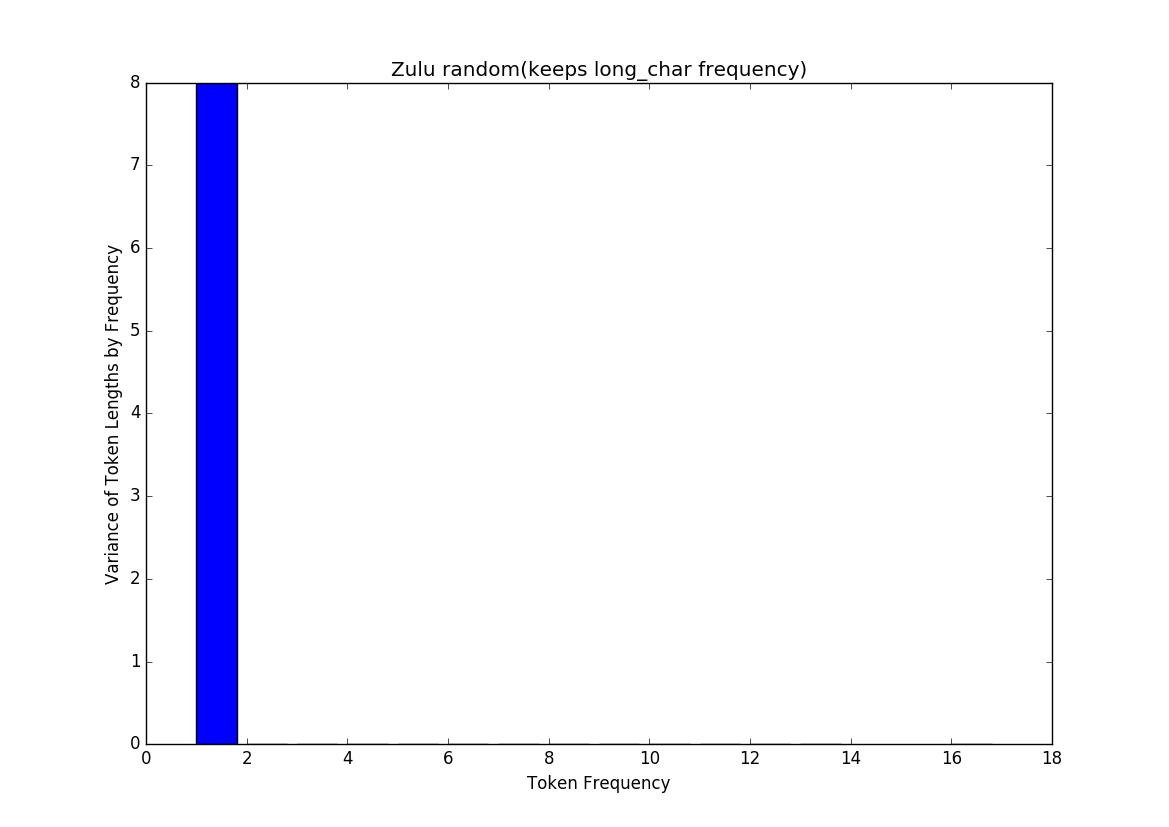 Zulu random(keeps long_char frequency)
8
7
6
5
4
3
2
1
0
Variance of Token Lengths by Frequency
0 2 4 6 8 10 12 14 16 18
Token Frequency